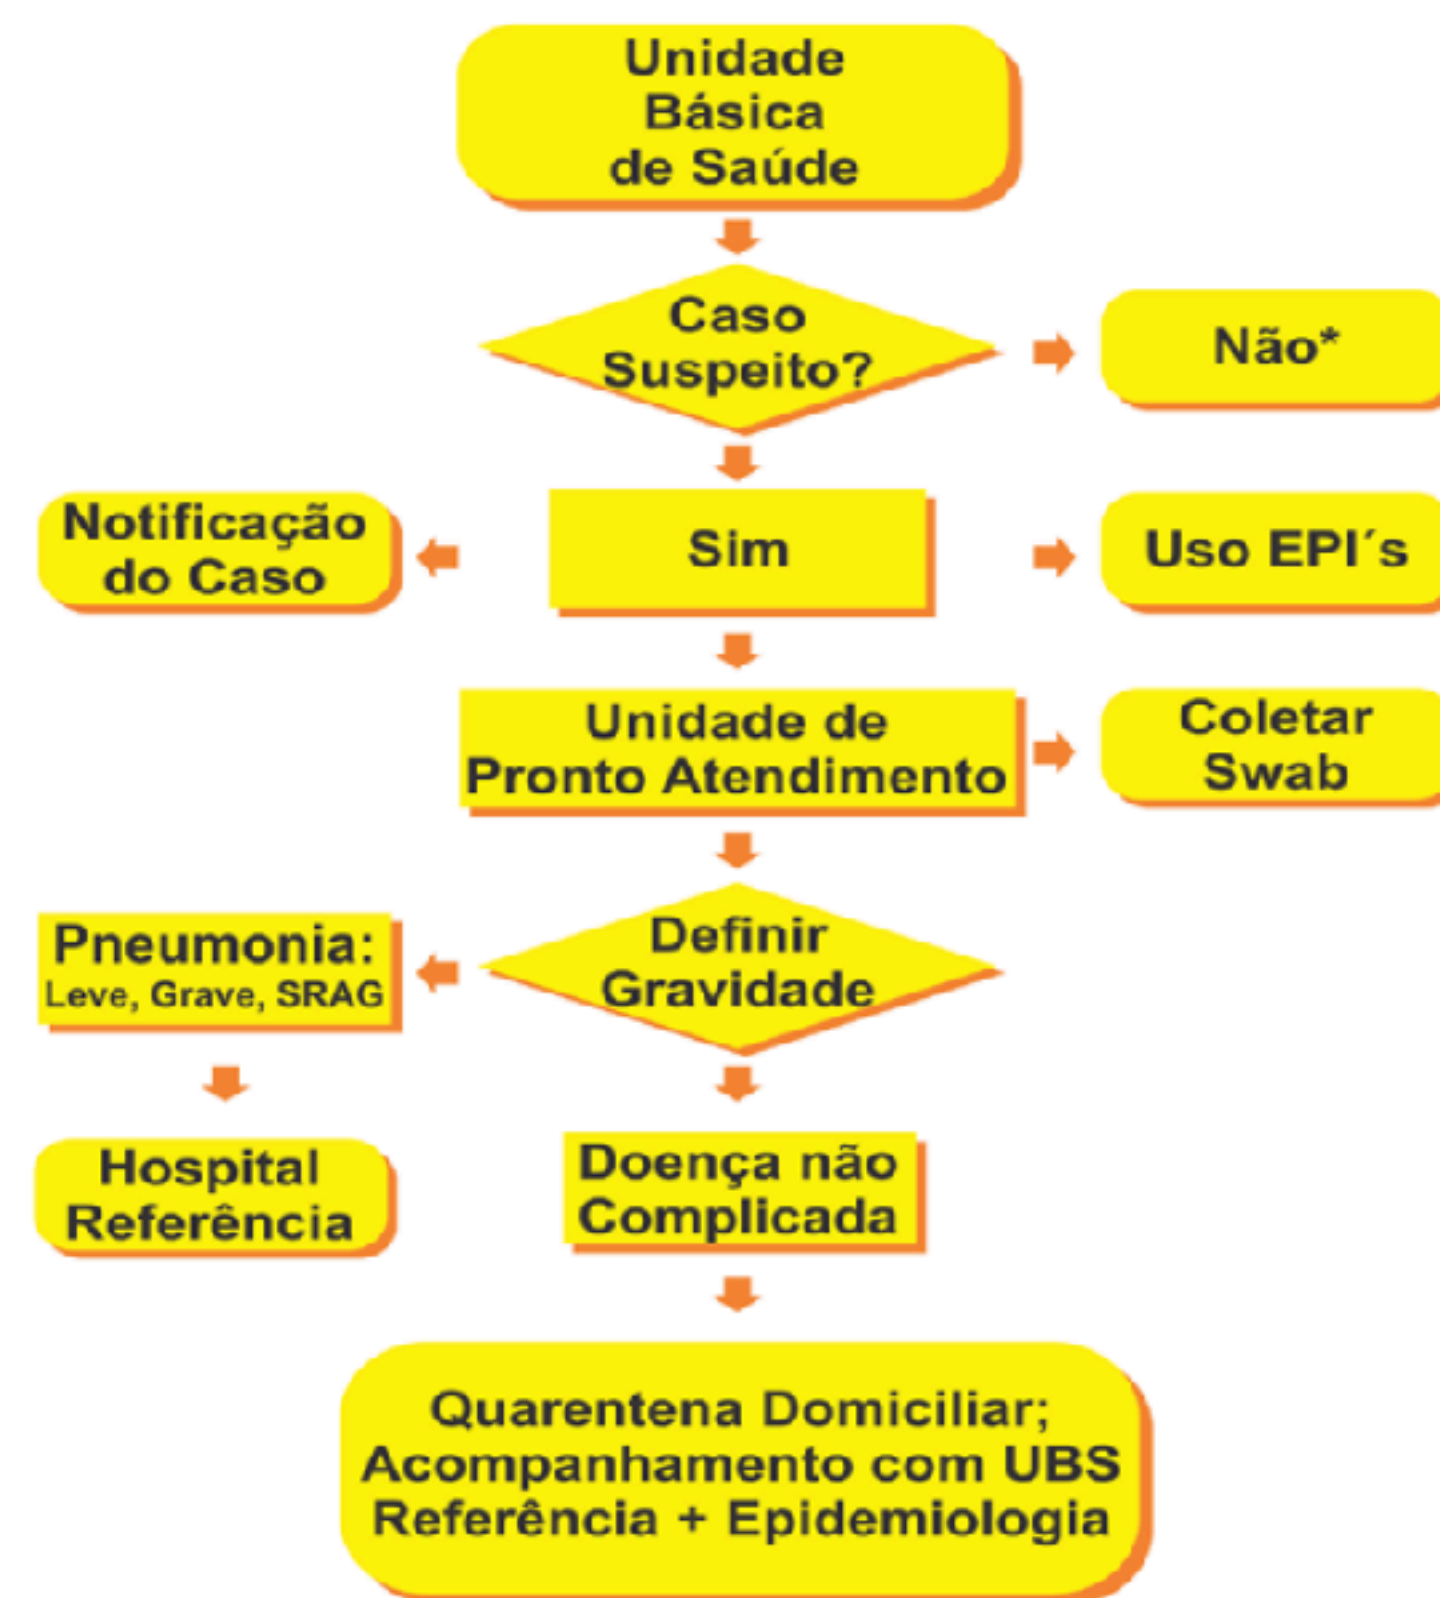 Unidade
Básica
de Saúde
Caso
Suspeito?
Não*
Notificação
do Caso
Sim
Uso EPI´s
Unidade de
Pronto Atendimento
Coletar
Swab
Definir
Gravidade
Pneumonia:
Leve, Grave, SRAG
Hospital
Referência
Doença não
Complicada
Quarentena Domiciliar;
Acompanhamento com UBS
Referência + Epidemiologia